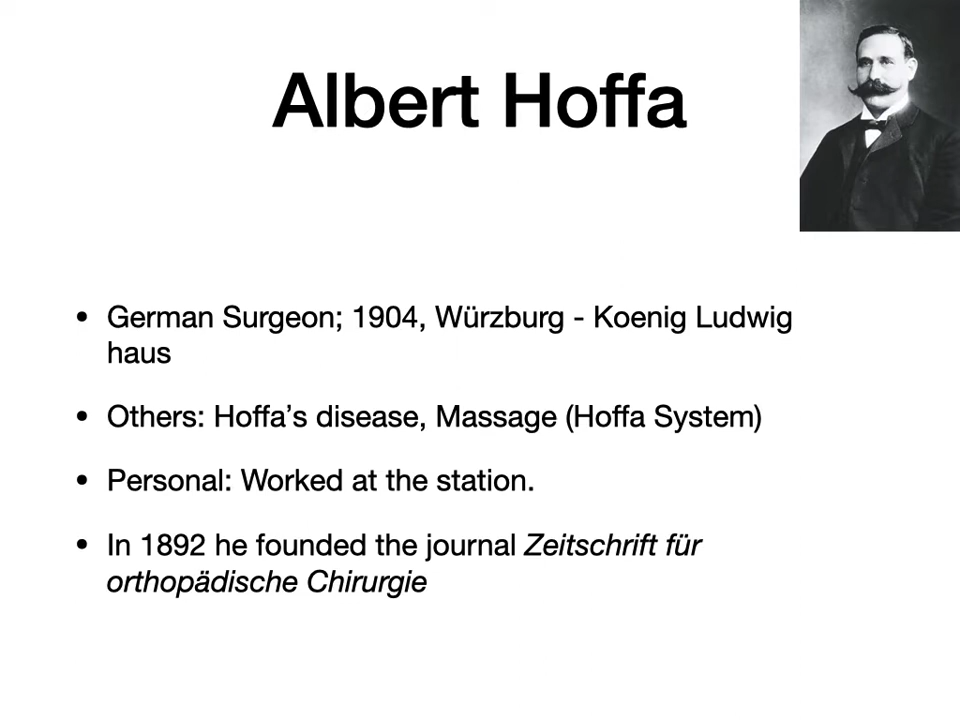 Albert Hoffa
• German Surgeon; 1904, Würzburg - Koenig Ludwig
haus
• Others: Hoffa’s disease, Massage (Hoffa System)
• Personal: Worked at the station.
• In 1892 he founded the journal Zeitschrift für
orthopädische Chirurgie